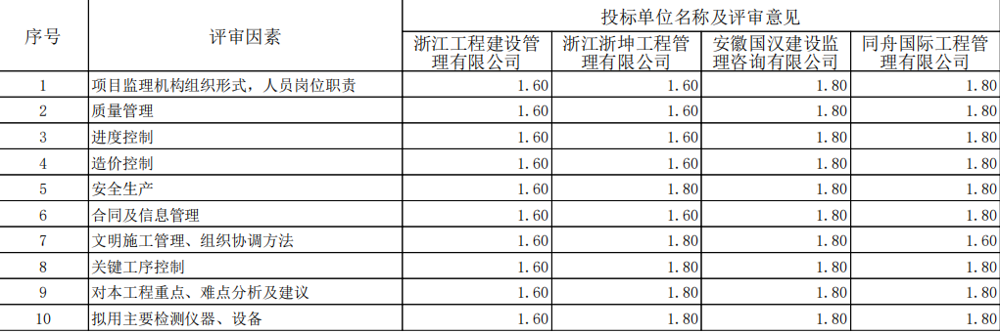 序号 评审因素 投标单位名称及评审意见
浙江工程建设管理有限公司 浙江浙坤工程管理有限公司 安徽国汉建设监理咨询有限公司 同舟国际工程管理有限公司
1 项目监理机构组织形式，人员岗位职责 1.60 1.60 1.80 1.80
2 质量管理 1.60 1.60 1.80 1.80
3 进度控制 1.60 1.60 1.80 1.80
4 造价控制 1.60 1.60 1.80 1.80
5 安全生产 1.60 1.80 1.80 1.80
6 合同及信息管理 1.60 1.60 1.80 1.80
7 文明施工管理、组织协调方法 1.60 1.80 1.80 1.60
8 关键工序控制 1.60 1.80 1.80 1.80
9 对本工程重点、难点分析及建议 1.60 1.80 1.80 1.80
10 拟用主要检测仪器、设备 1.60 1.80 1.80 1.80